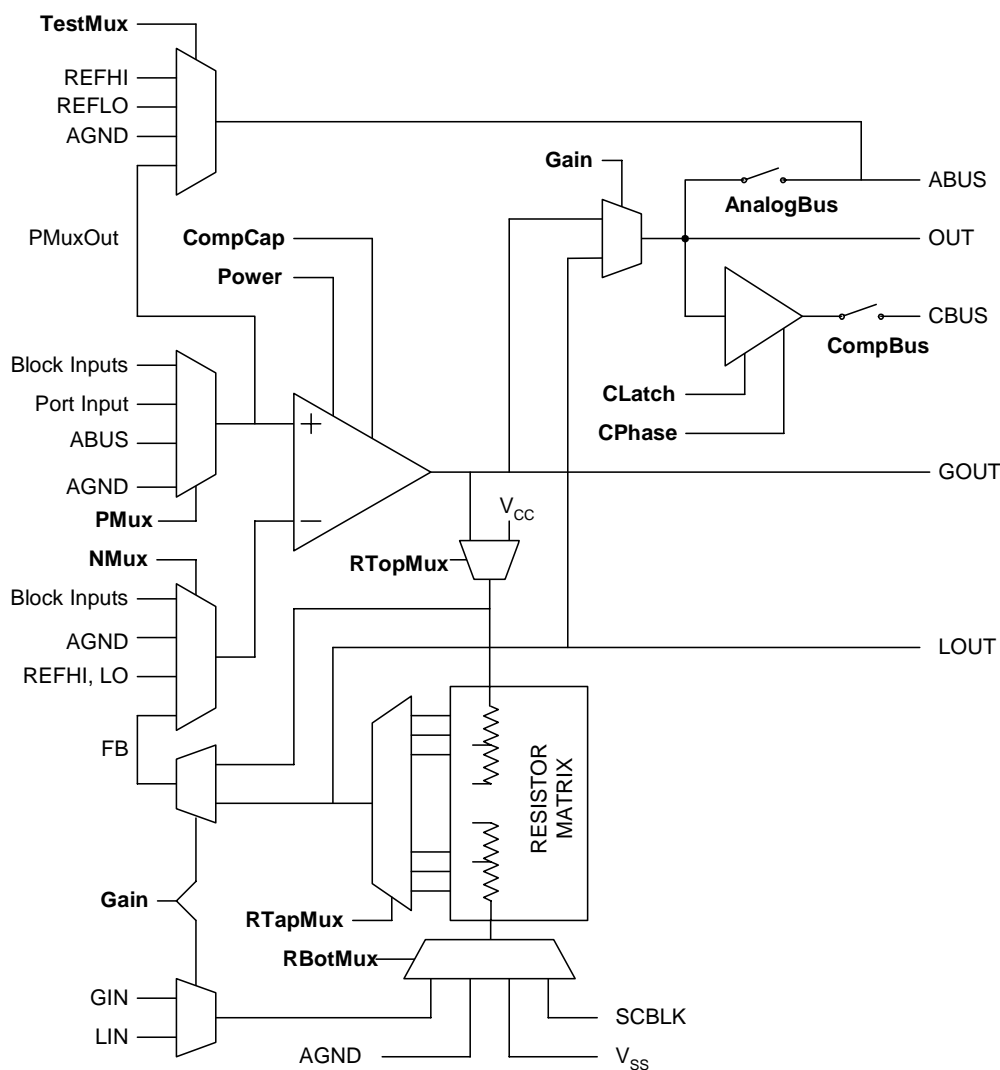 TestMux
REFHI
REFLO
AGND
Gain
ABUS
AnalogBus
PMuxOut
CompCap
OUT
Power
CBUS
CompBus
Block Inputs
Port Input
ABUS
AGND
PMux
CLatch
CPhase
GOUT
VCC
NMux
RTopMux
Block Inputs
AGND
REFHI, LO
LOUT
FB
RESISTOR
MATRIX
Gain
RTapMux
RBotMux
GIN
LIN
SCBLK
AGND
VSS